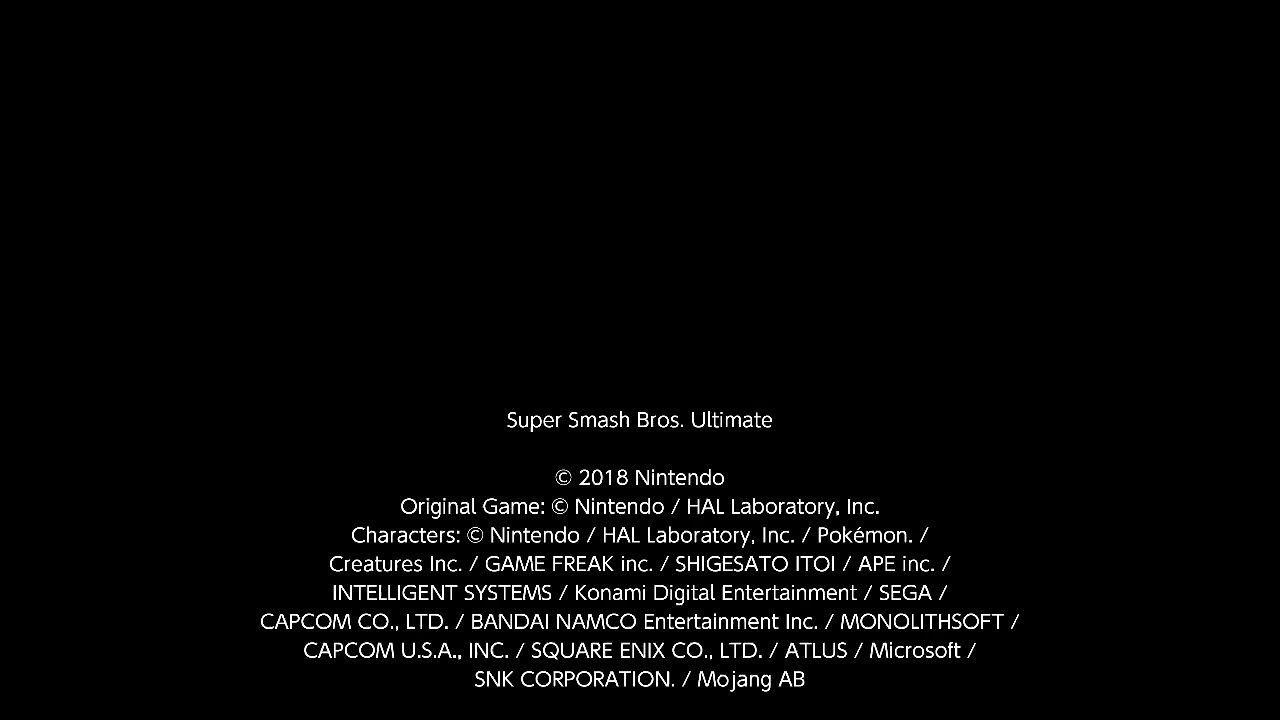 Super Smash Bros. Ultimate
© 2018 Nintendo
Original Game: © Nintendo / HAL Laboratory, Inc.
Characters: © Nintendo / HAL Laboratory, Inc. / Pokémon. /
Creatures Inc. / GAME FREAK inc. / SHIGESATO ITOI / APE inc. /
INTELLIGENT SYSTEMS / Konami Digital Entertainment / SEGA /
CAPCOM CO., LTD. / BANDAI NAMCO Entertainment Inc. / MONOLITHSOFT /
CAPCOM U.S.A., INC. / SQUARE ENIX CO., LTD. / ATLUS / Microsoft /
SNK CORPORATION. / Mojang AB